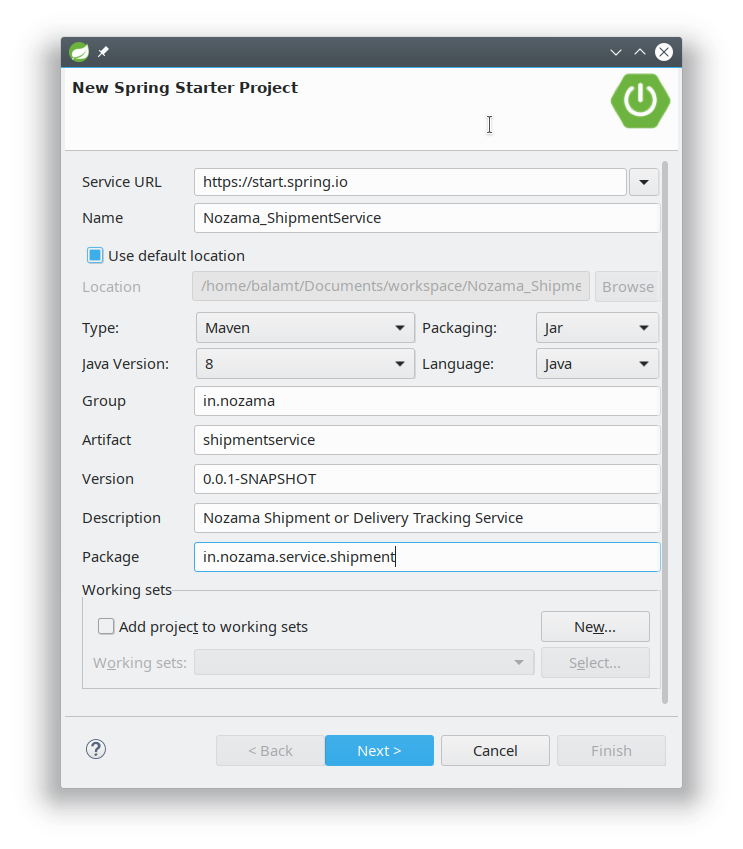 New Spring Starter Project
Service URL https://start.spring.io
Name Nozama_ShipmentService
Use default location
Location /home/balamt/Documents/workspace/Nozama_Shipme Browse
Type: Maven Packaging: Jar
Java Version: 8 Language: Java
Group in.nozama
Artifact shipmentservice
Version 0.0.1-SNAPSHOT
Description Nozama Shipment or Delivery Tracking Service
Package in.nozama.service.shipment
Working sets
Add project to working sets New...
Working sets: Select...
? < Back Next > Cancel Finish